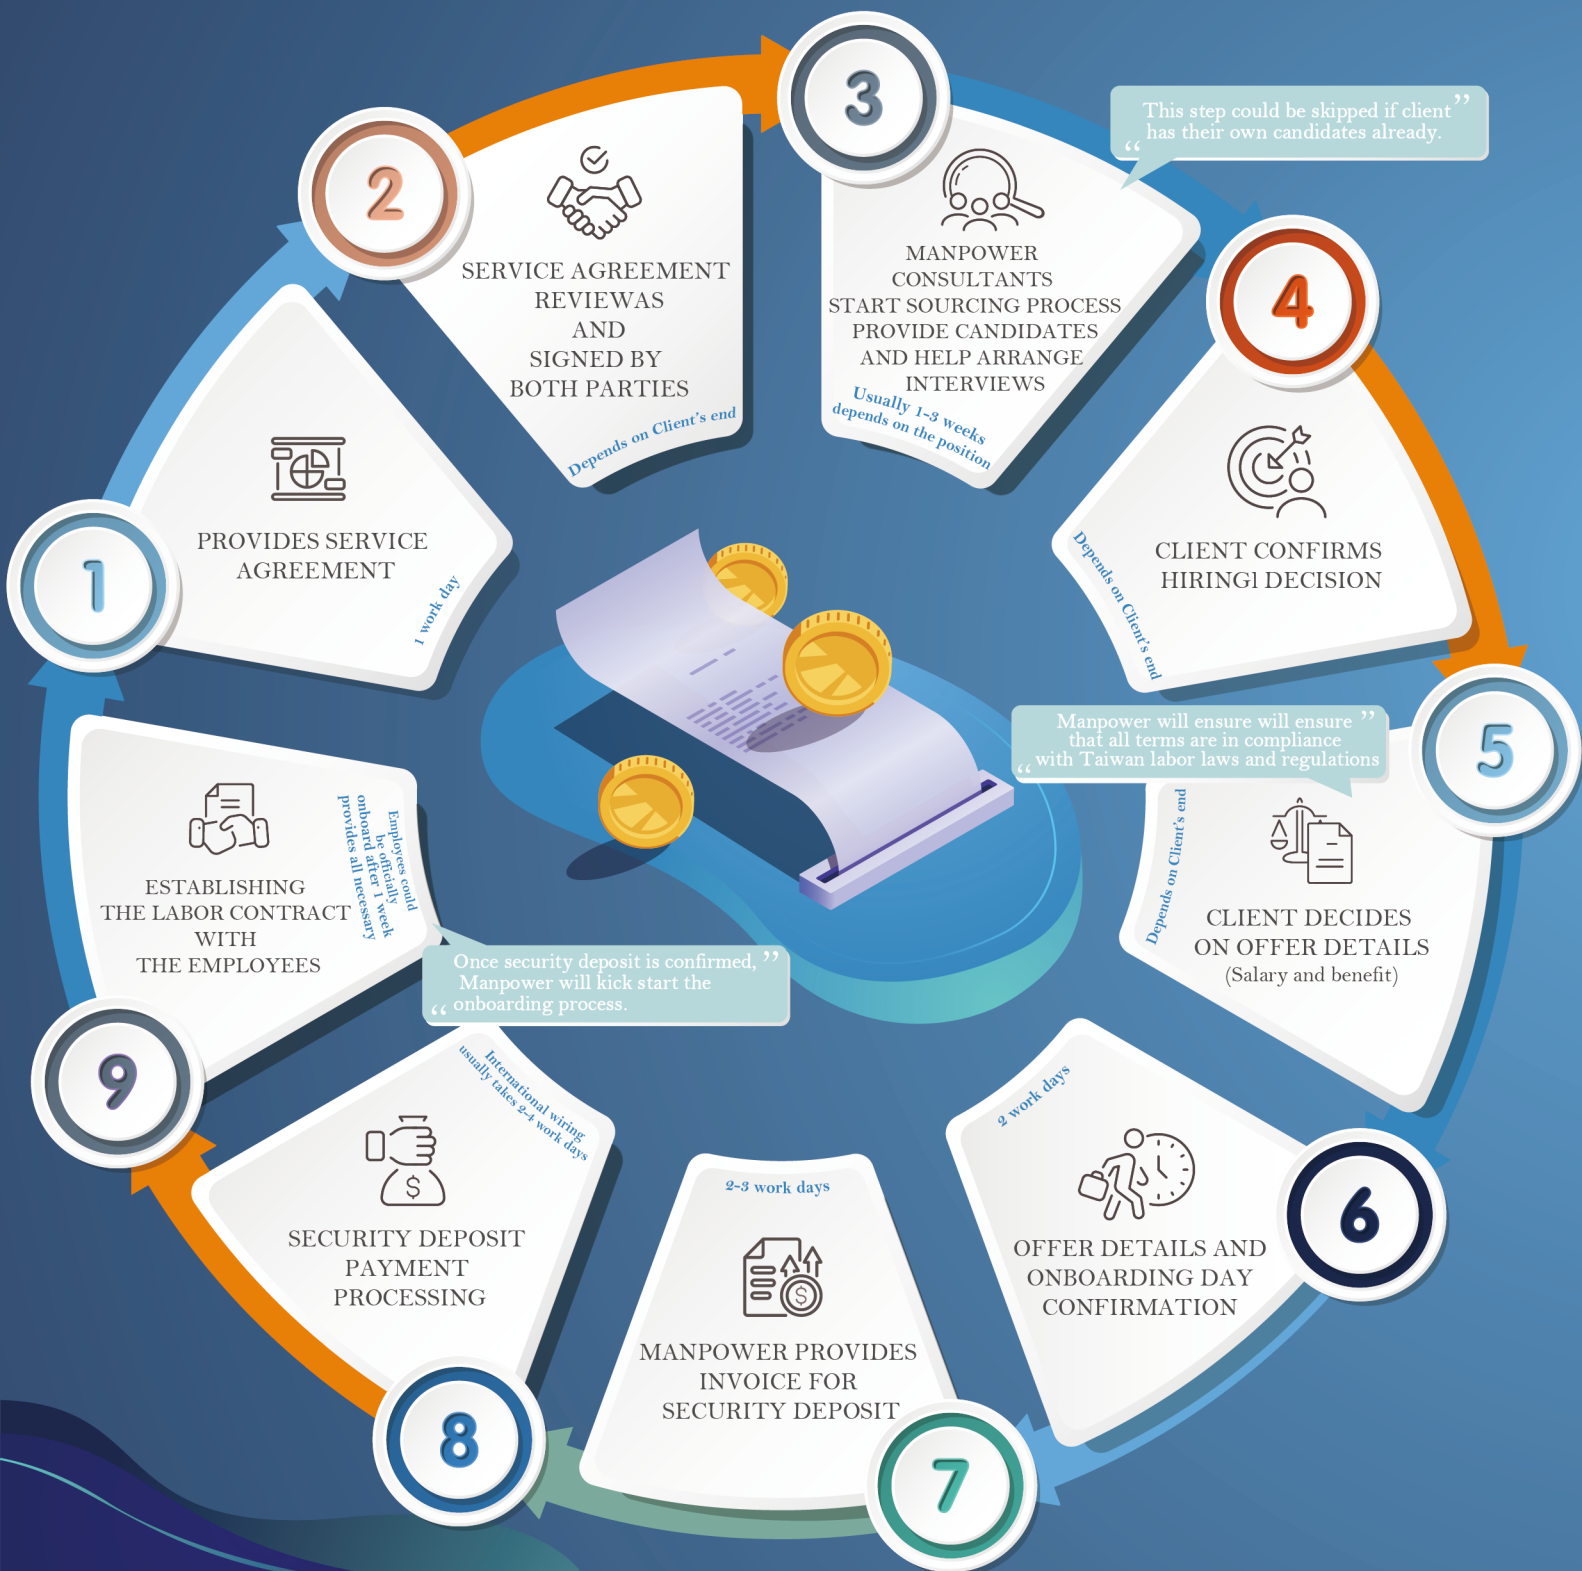 1
PROVIDES SERVICE
AGREEMENT
1 work day
2
SERVICE AGREEMENT
REVIEWAS
AND
SIGNED BY
BOTH PARTIES
Depends on Client's end
3
This step could be skipped if client ”
“ has their own candidates already.
MANPOWER
CONSULTANTS
START SOURCING PROCESS
PROVIDE CANDIDATES
AND HELP ARRANGE
INTERVIEWS
Usually 1-3 weeks
depends on the position
4
CLIENT CONFIRMS
HIRING1 DECISION
Depends on Client's end
5
Manpower will ensure will ensure ”
that all terms are in compliance
“ with Taiwan labor laws and regulations
Depends on Client's end
CLIENT DECIDES
ON OFFER DETAILS
(Salary and benefit)
6
2 work days
OFFER DETAILS AND
ONBOARDING DAY
CONFIRMATION
7
2-3 work days
MANPOWER PROVIDES
INVOICE FOR
SECURITY DEPOSIT
8
International wiring
usually takes 2-4 work days
SECURITY DEPOSIT
PAYMENT
PROCESSING
9
Once security deposit is confirmed, ”
Manpower will kick start the
“ onboarding process.
ESTABLISHING
THE LABOR CONTRACT
WITH
THE EMPLOYEES
Employees could
be officially
onboard after 1 week
provides all necessary